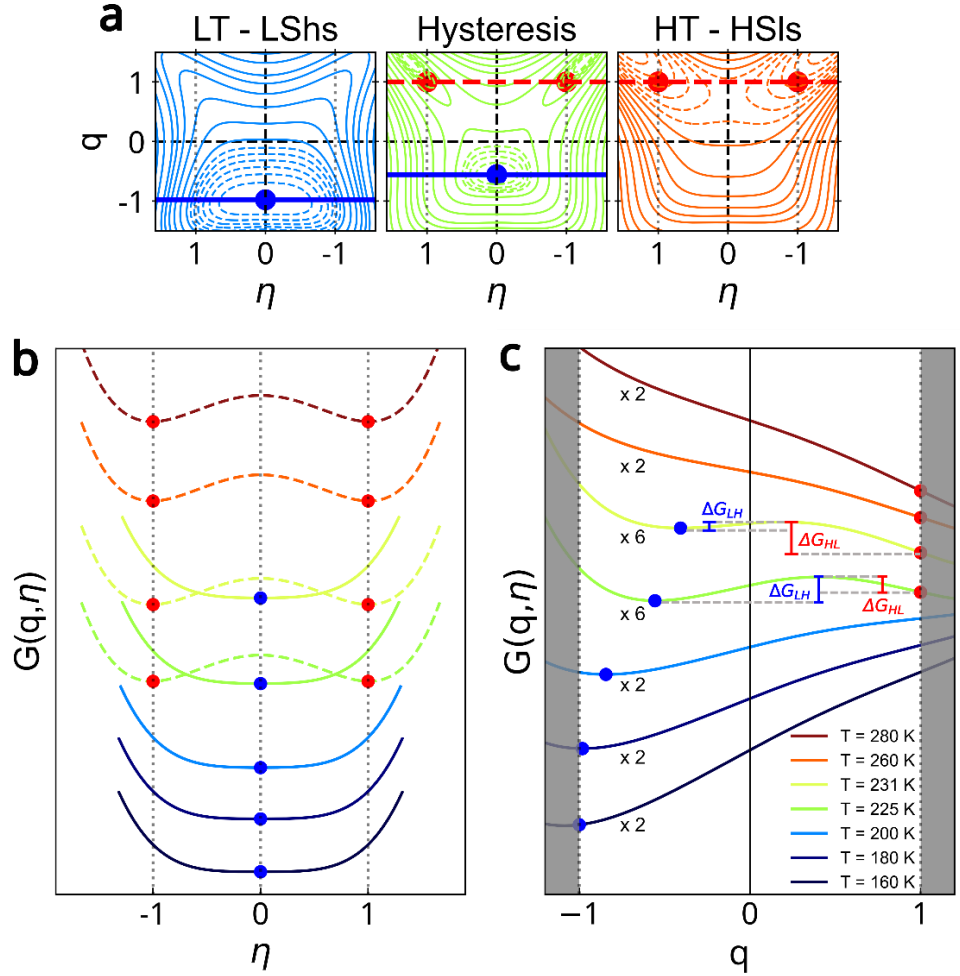 a
LT - LShs
Hysteresis
HT - HSls
q
1
0
-1
1
0
-1
1
0
-1
1
0
-1
η
η
η
b
G(q,η)
-1
0
1
η
c
G(q,η)
x 2
x 2
x 6
ΔG_LH
ΔG_HL
x 6
ΔG_LH
ΔG_HL
x 2
x 2
x 2
T = 280 K
T = 260 K
T = 231 K
T = 225 K
T = 200 K
T = 180 K
T = 160 K
−1
0
1
q